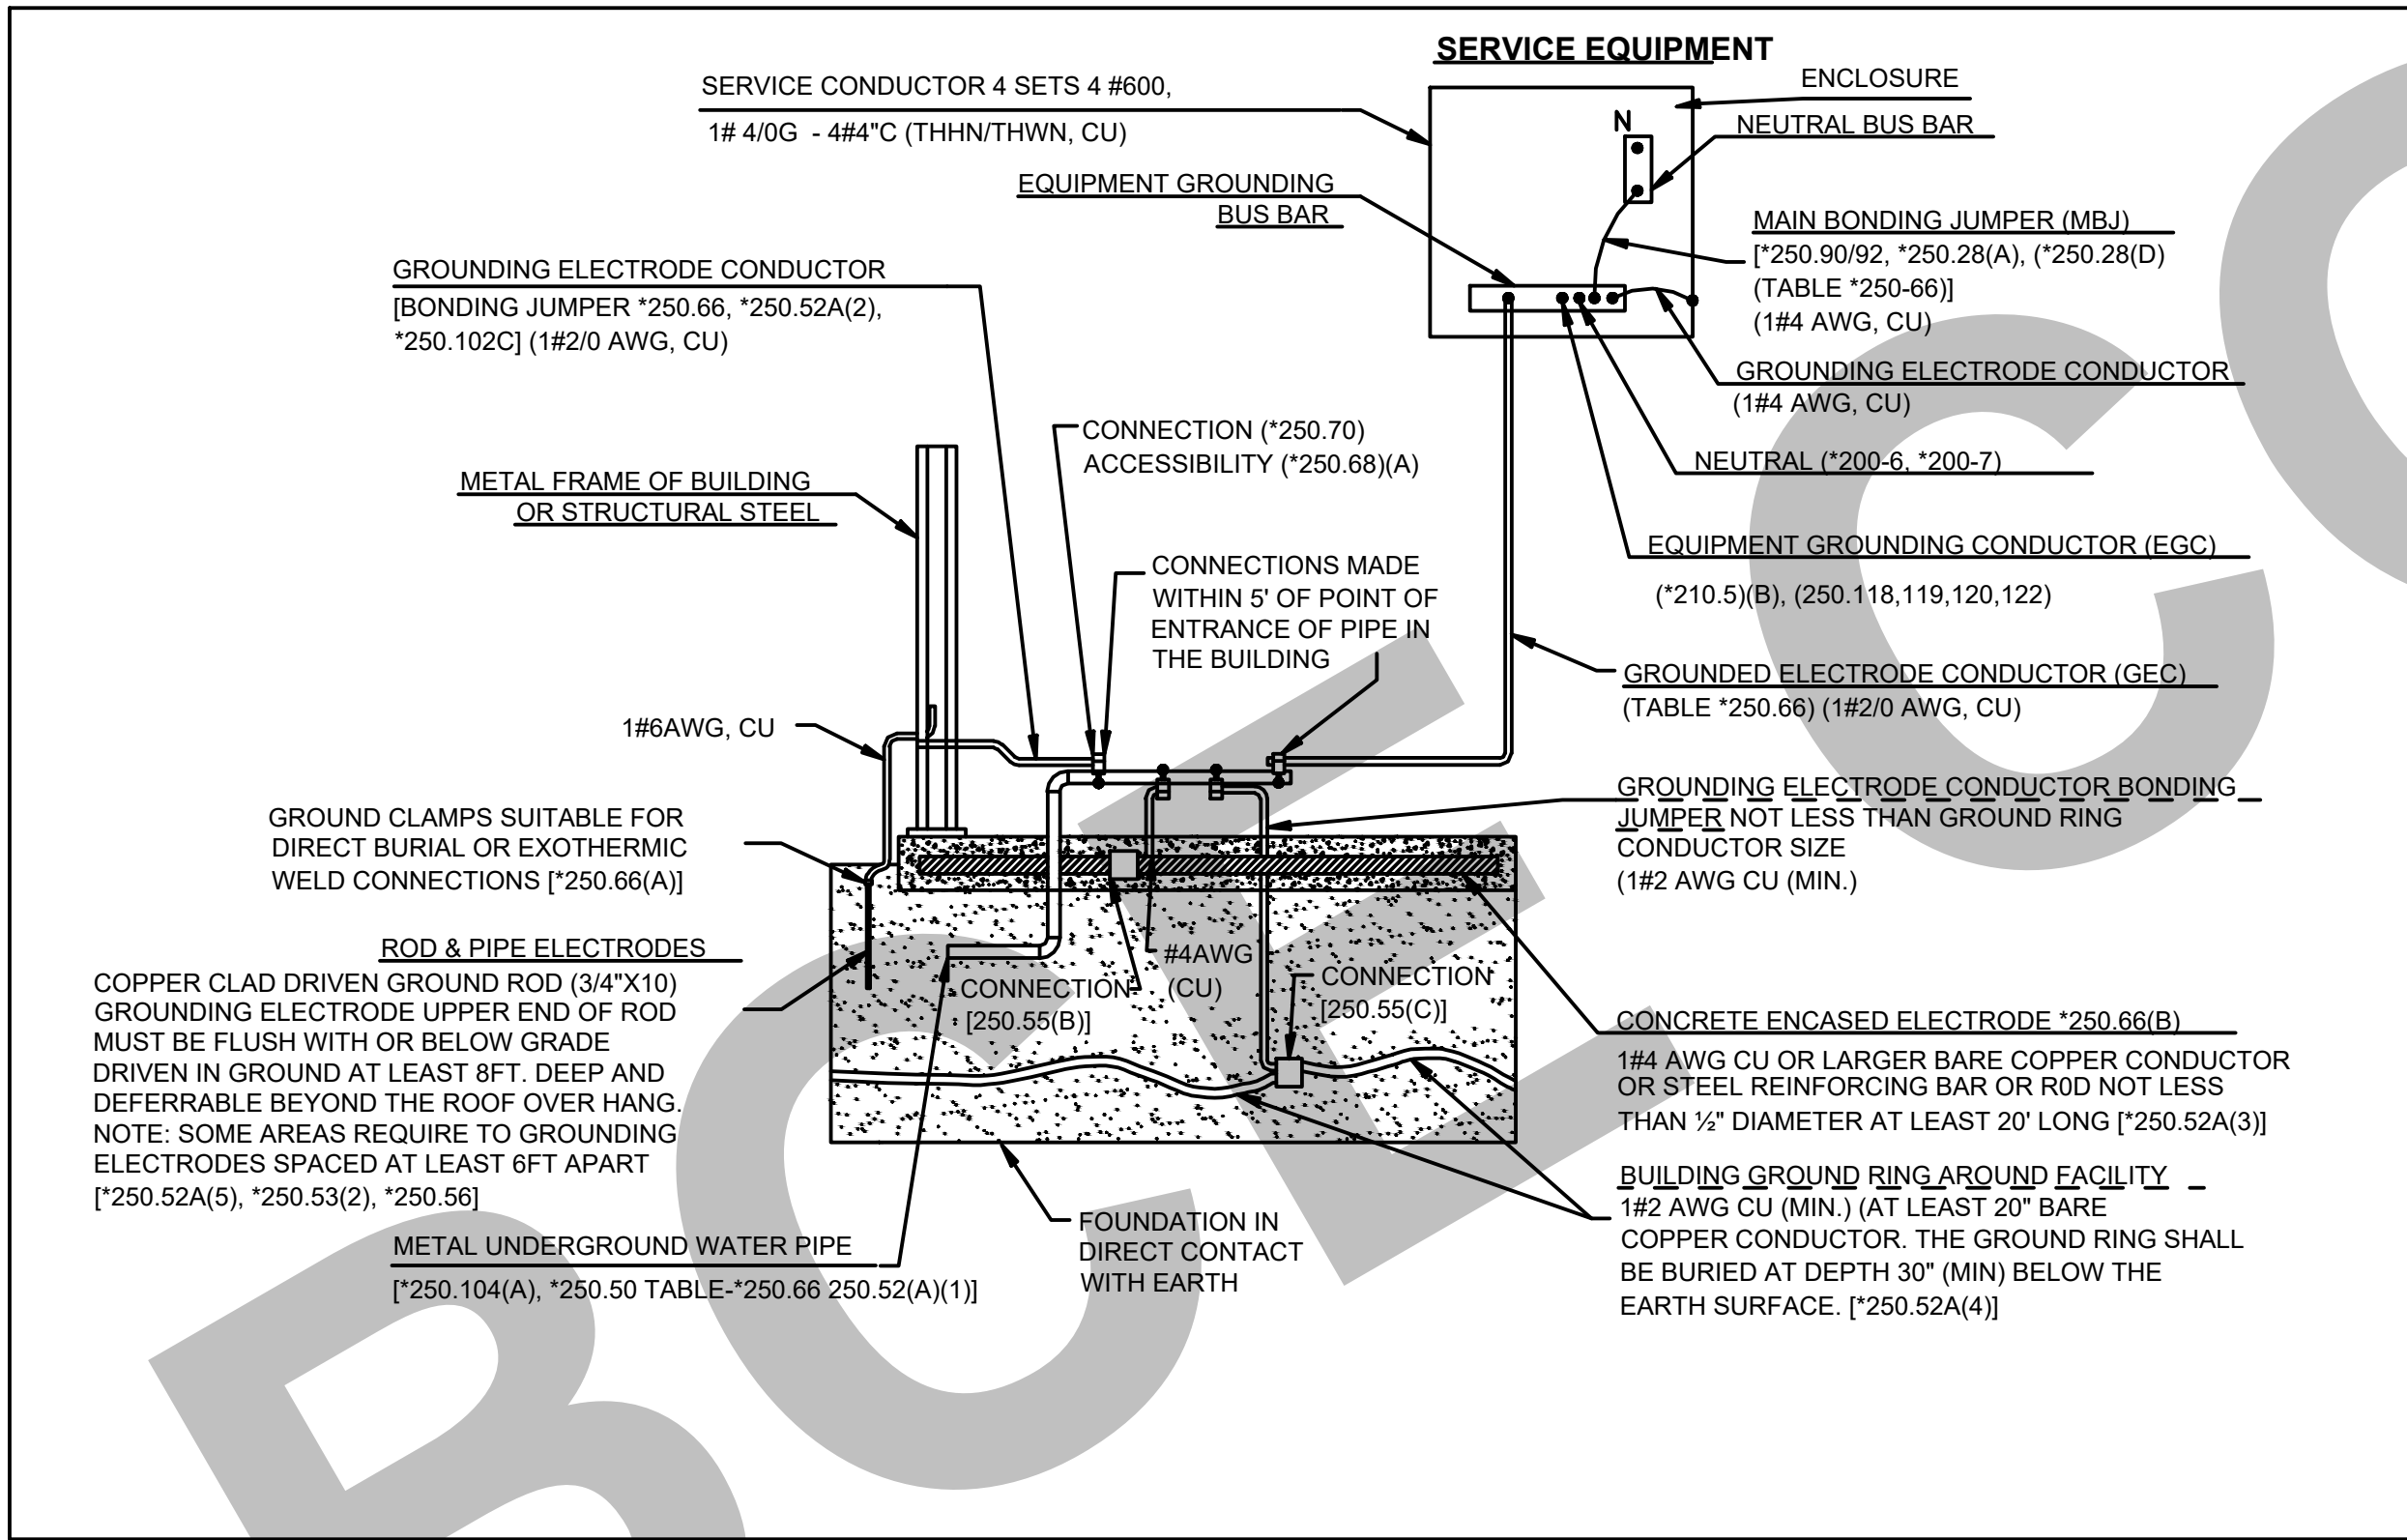 SERVICE EQUIPMENT
SERVICE CONDUCTOR 4 SETS 4 #600,
1# 4/0G - 4#4"C (THHN/THWN, CU)
ENCLOSURE
N
NEUTRAL BUS BAR
EQUIPMENT GROUNDING
BUS BAR
MAIN BONDING JUMPER (MBJ)
[*250.90/92, *250.28(A), (*250.28(D)
(TABLE *250-66)]
(1#4 AWG, CU)
GROUNDING ELECTRODE CONDUCTOR
[BONDING JUMPER *250.66, *250.52A(2),
*250.102C] (1#2/0 AWG, CU)
GROUNDING ELECTRODE CONDUCTOR
(1#4 AWG, CU)
CONNECTION (*250.70)
ACCESSIBILITY (*250.68)(A)
NEUTRAL (*200-6, *200-7)
METAL FRAME OF BUILDING
OR STRUCTURAL STEEL
EQUIPMENT GROUNDING CONDUCTOR (EGC)
(*210.5)(B), (250.118,119,120,122)
CONNECTIONS MADE
WITHIN 5' OF POINT OF
ENTRANCE OF PIPE IN
THE BUILDING
GROUNDED ELECTRODE CONDUCTOR (GEC)
(TABLE *250.66) (1#2/0 AWG, CU)
1#6AWG, CU
GROUNDING ELECTRODE CONDUCTOR BONDING
JUMPER NOT LESS THAN GROUND RING
CONDUCTOR SIZE
(1#2 AWG CU (MIN.)
GROUND CLAMPS SUITABLE FOR
DIRECT BURIAL OR EXOTHERMIC
WELD CONNECTIONS [*250.66(A)]
ROD & PIPE ELECTRODES
COPPER CLAD DRIVEN GROUND ROD (3/4"X10)
GROUNDING ELECTRODE UPPER END OF ROD
MUST BE FLUSH WITH OR BELOW GRADE
DRIVEN IN GROUND AT LEAST 8FT. DEEP AND
DEFERRABLE BEYOND THE ROOF OVER HANG.
NOTE: SOME AREAS REQUIRE TO GROUNDING
ELECTRODES SPACED AT LEAST 6FT APART
[*250.52A(5), *250.53(2), *250.56]
#4AWG
(CU)
CONNECTION
[250.55(B)]
CONNECTION
[250.55(C)]
CONCRETE ENCASED ELECTRODE *250.66(B)
1#4 AWG CU OR LARGER BARE COPPER CONDUCTOR
OR STEEL REINFORCING BAR OR R0D NOT LESS
THAN ½" DIAMETER AT LEAST 20' LONG [*250.52A(3)]
BUILDING GROUND RING AROUND FACILITY
1#2 AWG CU (MIN.) (AT LEAST 20" BARE
COPPER CONDUCTOR. THE GROUND RING SHALL
BE BURIED AT DEPTH 30" (MIN) BELOW THE
EARTH SURFACE. [*250.52A(4)]
METAL UNDERGROUND WATER PIPE
[*250.104(A), *250.50 TABLE-*250.66 250.52(A)(1)]
FOUNDATION IN
DIRECT CONTACT
WITH EARTH